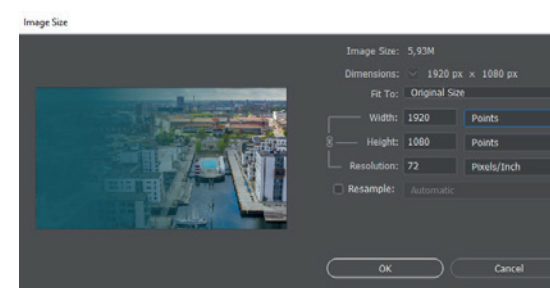 Image Size
Image Size: 5,93M
Dimensions: 1920 px × 1080 px
Fit To: Original Size
Width: 1920 Points
Height: 1080 Points
Resolution: 72 Pixels/Inch
Resample: Automatic
OK Cancel